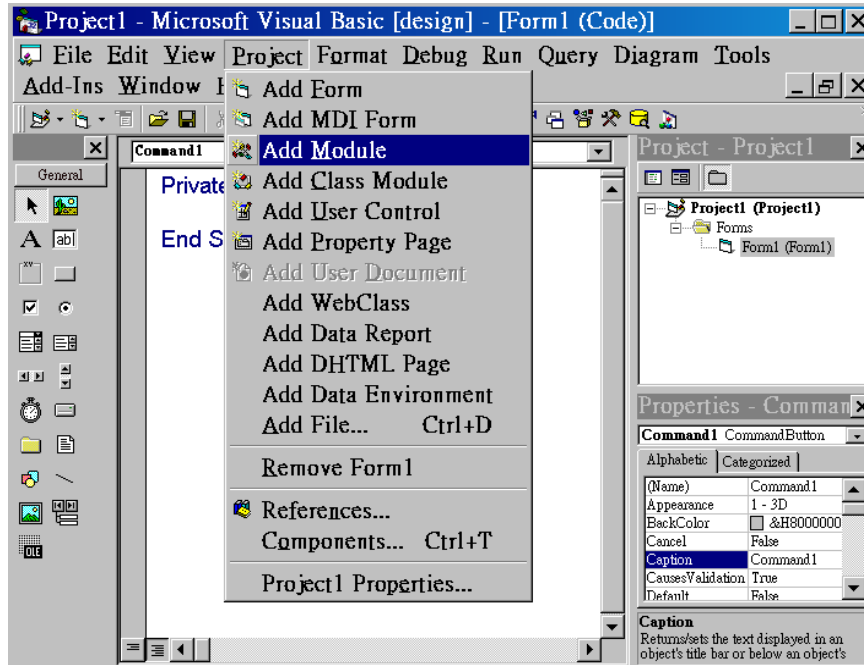 Project1 - Microsoft Visual Basic [design] - [Form1 (Code)]
File Edit View Project Format Debug Run Query Diagram Tools
Add-Ins Window
Add Form
Add MDI Form
Add Module
Add Class Module
Add User Control
Add Property Page
Add User Document
Add WebClass
Add Data Report
Add DHTML Page
Add Data Environment
Add File... Ctrl+D
Remove Form1
References...
Components... Ctrl+T
Project1 Properties...
General
A ab|
XY
OLE
Command1
Private
End S
Project - Project1
Project1 (Project1)
Forms
Form1 (Form1)
Properties - Comman
Command1 CommandButton
Alphabetic Categorized
(Name) Command1
Appearance 1 - 3D
BackColor &H8000000
Cancel False
Caption Command1
CausesValidation True
Default False
Caption
Returns/sets the text displayed in an
object's title bar or below an object's